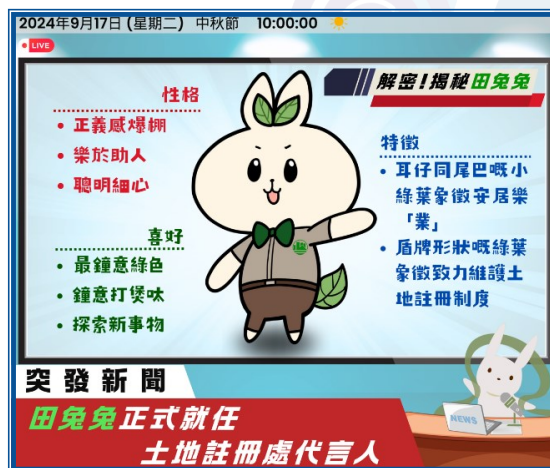 2024年9月17日 (星期二) 中秋節 10:00:00
LIVE
解密!揭秘田兔兔
性格
• 正義感爆棚
• 樂於助人
• 聰明細心
喜好
• 最鐘意綠色
• 鐘意打煲呔
• 探索新事物
特徵
• 耳仔同尾巴嘅小
綠葉象徵安居樂
「業」
• 盾牌形狀嘅綠葉
象徵致力維護土
地註冊制度
NEWS
突發新聞
田兔兔正式就任
土地註冊處代言人